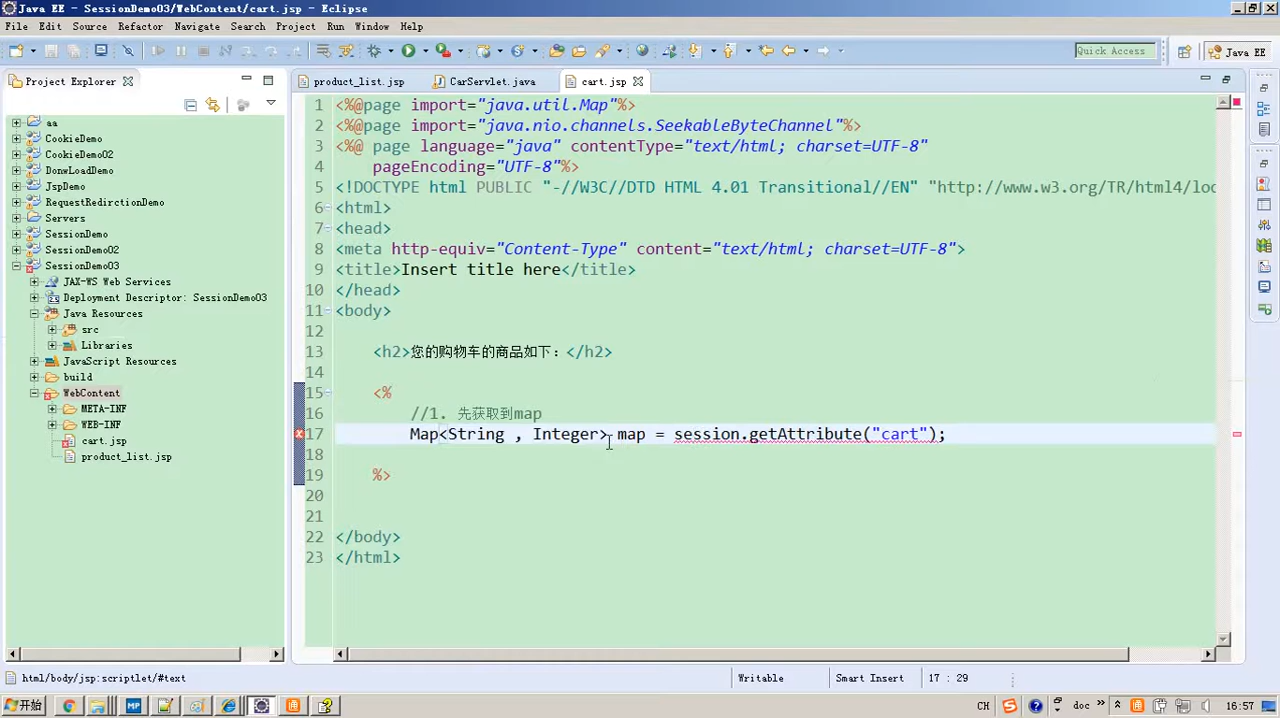 Java EE - SessionDemo03/WebContent/cart.jsp - Eclipse
File Edit Source Refactor Navigate Search Project Run Window Help
Quick Access
Java EE
Project Explorer
product_list.jsp
CarServlet.java
cart.jsp
aa
CookieDemo
CookieDemo02
DonwLoadDemo
JspDemo
RequestRedirctionDemo
Servers
SessionDemo
SessionDemo02
SessionDemo03
JAX-WS Web Services
Deployment Descriptor: SessionDemo03
Java Resources
src
Libraries
JavaScript Resources
build
WebContent
META-INF
WEB-INF
cart.jsp
product_list.jsp
1 <%@page import="java.util.Map"%>
2 <%@page import="java.nio.channels.SeekableByteChannel"%>
3 <%@ page language="java" contentType="text/html; charset=UTF-8"
4 pageEncoding="UTF-8"%>
5 <!DOCTYPE html PUBLIC "-//W3C//DTD HTML 4.01 Transitional//EN" "http://www.w3.org/TR/html4/loo
6 <html>
7 <head>
8 <meta http-equiv="Content-Type" content="text/html; charset=UTF-8">
9 <title>Insert title here</title>
10 </head>
11 <body>
12
13 <h2>您的购物车的商品如下：</h2>
14
15 <%
16 //1. 先获取到map
17 Map<String , Integer> map = session.getAttribute("cart");
18
19 %>
20
21
22 </body>
23 </html>
html/body/jsp:scriptlet/#text
Writable
Smart Insert
17 : 29
开始
MP
CH
doc
16:57